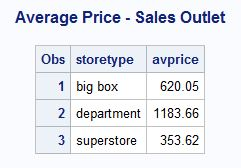 Average Price - Sales Outlet
Obs storetype avprice
1 big box 620.05
2 department 1183.66
3 superstore 353.62